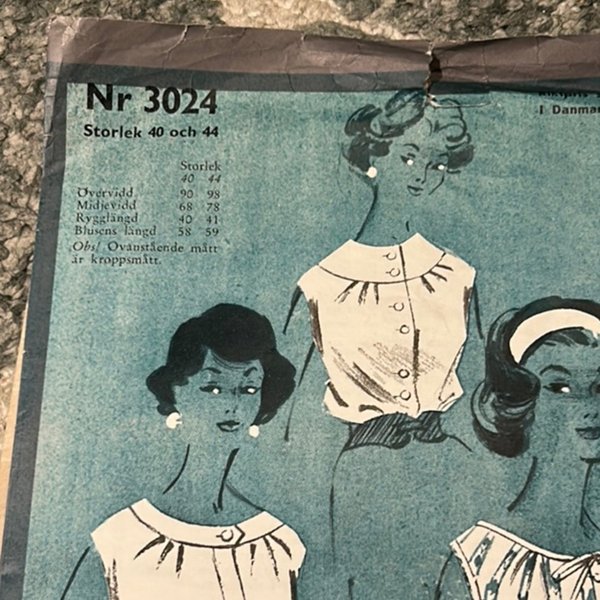 Nr 3024
Storlek 40 och 44
I Danmar
Storlek
40 44
Övervidd 90 98
Midjevidd 68 78
Rygglängd 40 41
Blusens längd 58 59
Obs! Ovanstående mått
är kroppsmått.